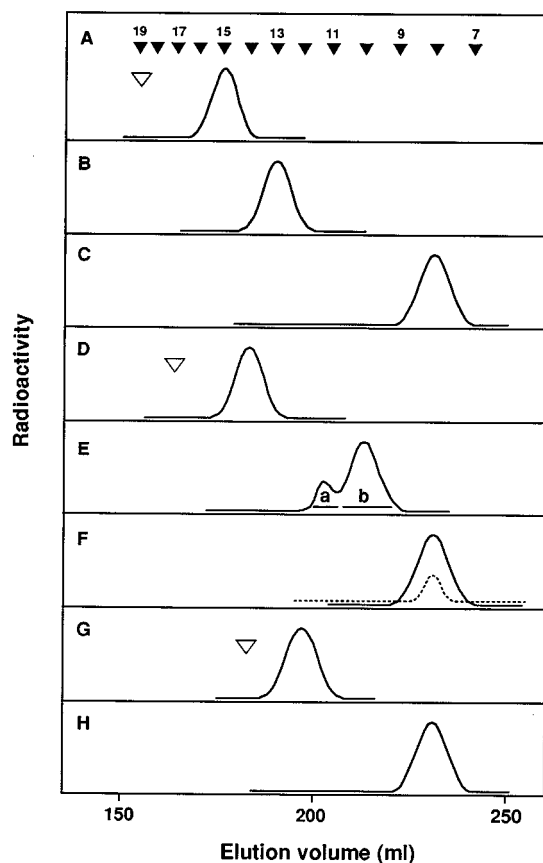 19 17 15 13 11 9 7
A
B
C
D
E
a b
F
G
H
Radioactivity
150 200 250
Elution volume (ml)